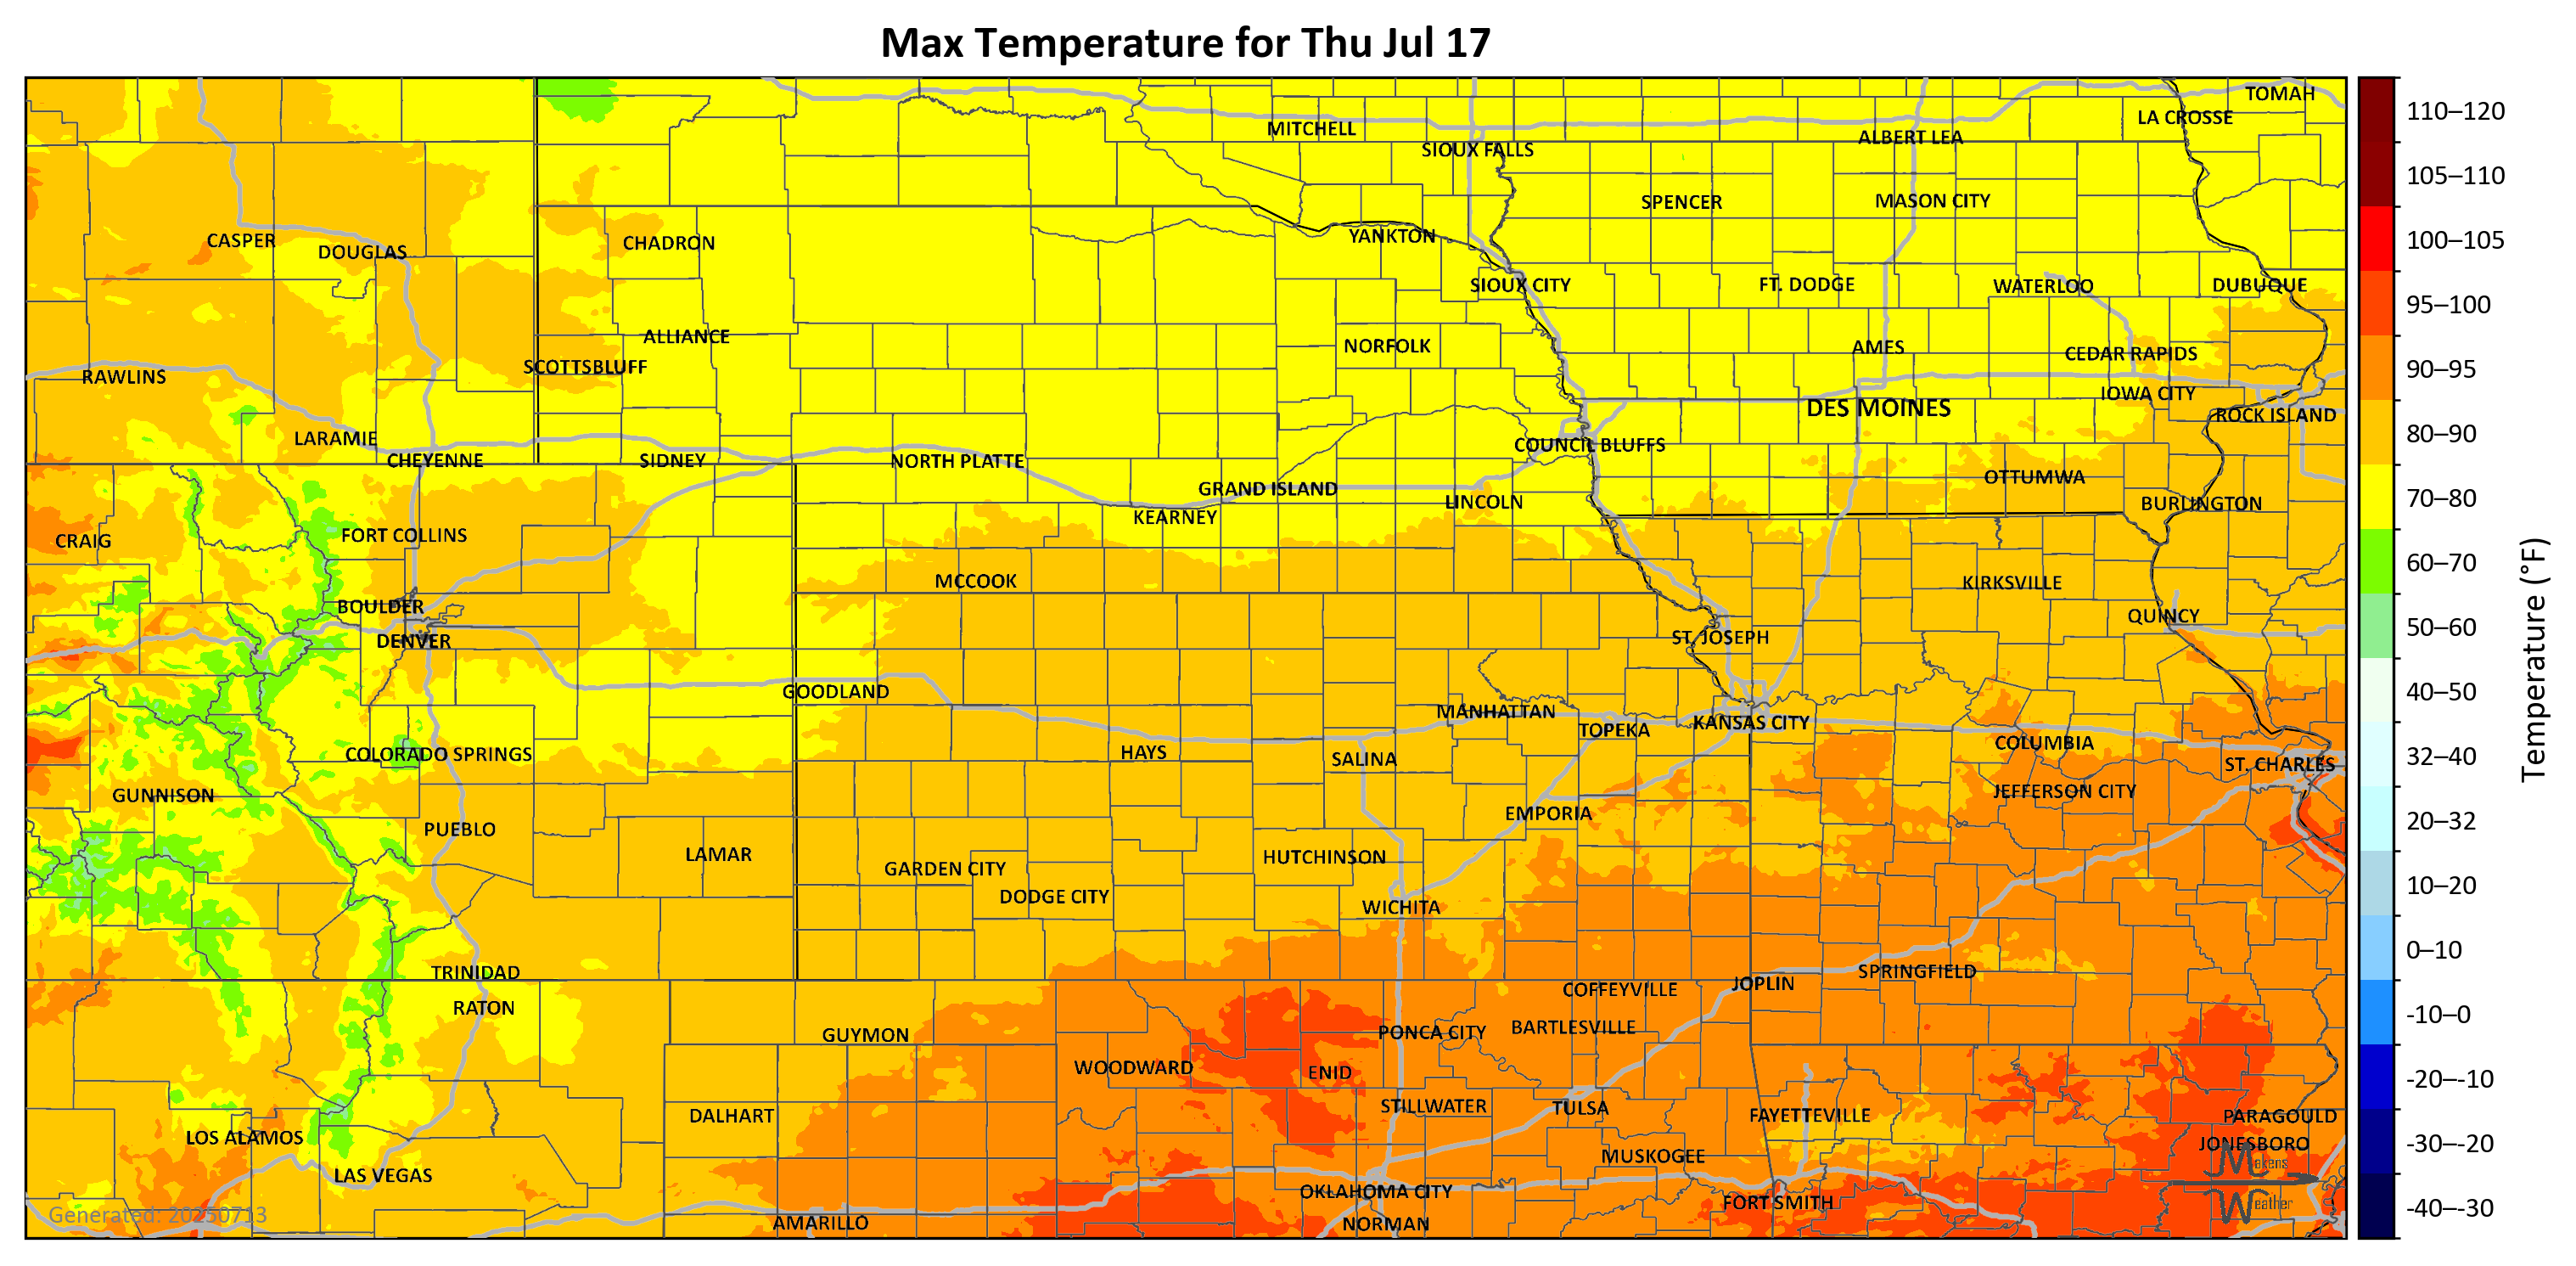 Max Temperature for Thu Jul 17
TOMAH
LA CROSSE
MITCHELL
ALBERT LEA
SIOUX FALLS
SPENCER
MASON CITY
CASPER
DOUGLAS
CHADRON
YANKTON
SIOUX CITY
FT. DODGE
WATERLOO
DUBUQUE
ALLIANCE
NORFOLK
AMES
CEDAR RAPIDS
SCOTTSBLUFF
RAWLINS
IOWA CITY
DES MOINES
ROCK ISLAND
LARAMIE
COUNCIL BLUFFS
CHEYENNE
SIDNEY
NORTH PLATTE
OTTUMWA
GRAND ISLAND
LINCOLN
BURLINGTON
KEARNEY
FORT COLLINS
CRAIG
MCCOOK
KIRKSVILLE
BOULDER
QUINCY
DENVER
ST. JOSEPH
GOODLAND
MANHATTAN
TOPEKA
KANSAS CITY
COLORADO SPRINGS
HAYS
SALINA
COLUMBIA
ST. CHARLES
GUNNISON
JEFFERSON CITY
EMPORIA
PUEBLO
LAMAR
HUTCHINSON
GARDEN CITY
DODGE CITY
WICHITA
TRINIDAD
SPRINGFIELD
JOPLIN
COFFEYVILLE
RATON
GUYMON
PONCA CITY
BARTLESVILLE
WOODWARD
ENID
STILLWATER
TULSA
DALHART
FAYETTEVILLE
PARAGOULD
LOS ALAMOS
JONESBORO
MUSKOGEE
LAS VEGAS
OKLAHOMA CITY
FORT SMITH
AMARILLO
NORMAN
Generated: 20250713
Makens
Weather
110–120
105–110
100–105
95–100
90–95
80–90
70–80
60–70
50–60
40–50
32–40
20–32
10–20
0–10
-10–0
-20–-10
-30–-20
-40–-30
Temperature (°F)